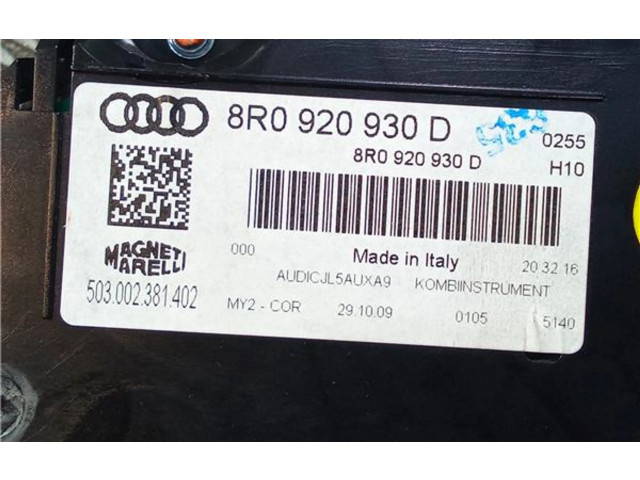 8R0 920 930 D
0255
8R0 920 930 D
H10
000
Made in Italy
20 32 16
MAGNETI
MARELLI
AUDICJL5AUXA9 KOMBIINSTRUMENT
503.002.381.402
MY2 - COR 29.10.09 0105 5140